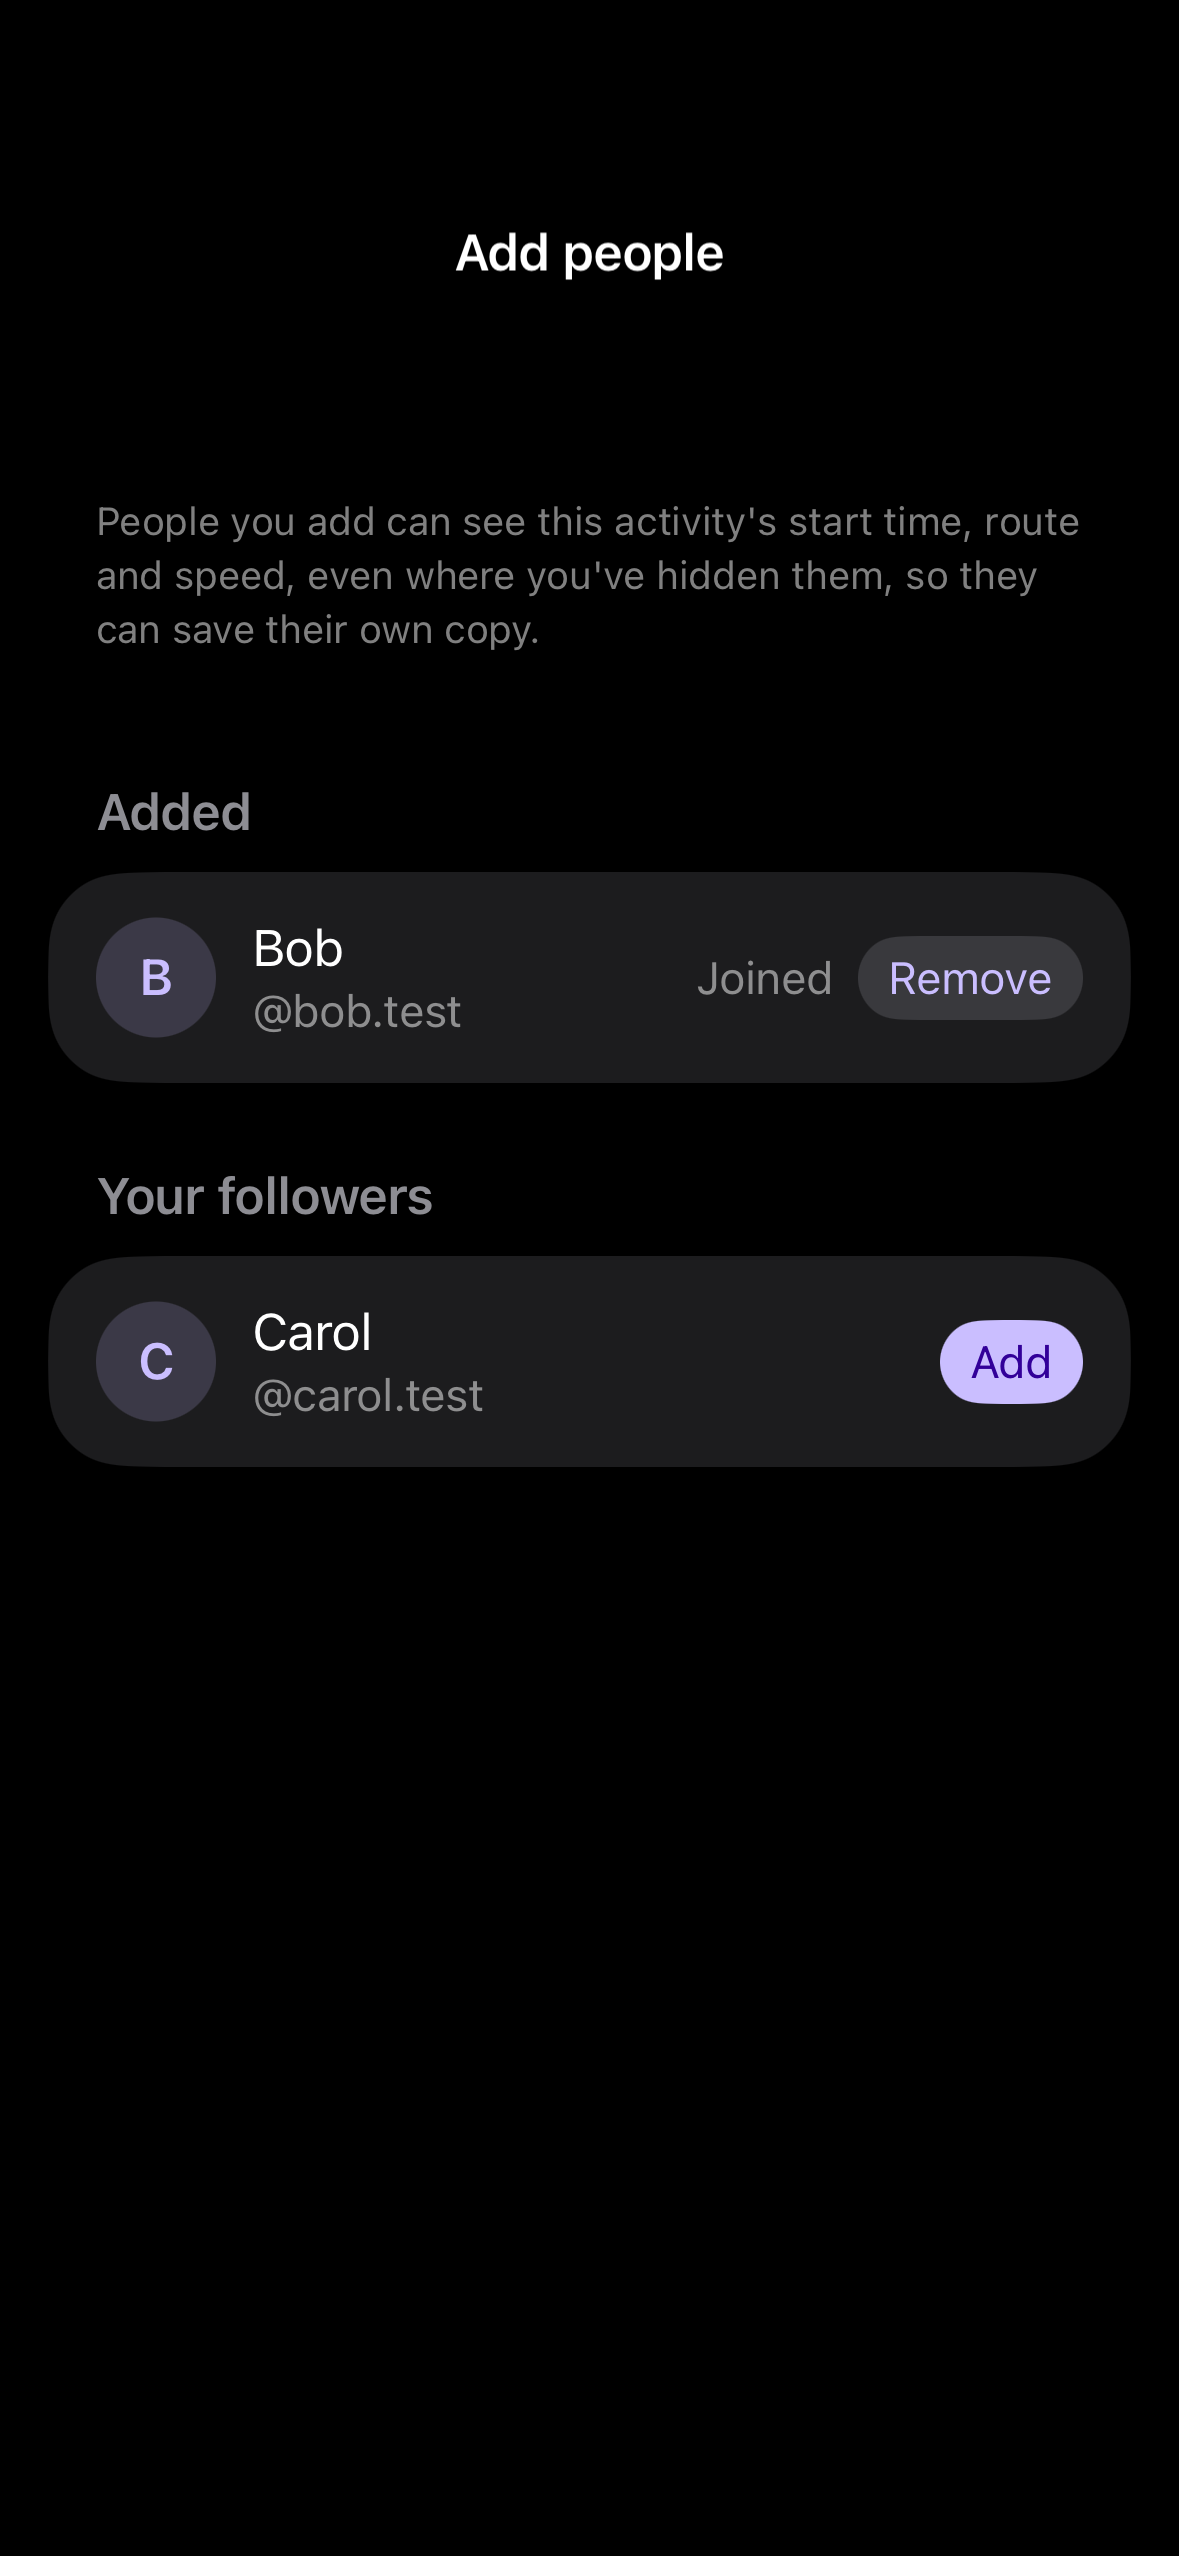 Add people
People you add can see this activity's start time, route
and speed, even where you've hidden them, so they
can save their own copy.
Added
B
Bob
@bob.test
Joined
Remove
Your followers
C
Carol
@carol.test
Add